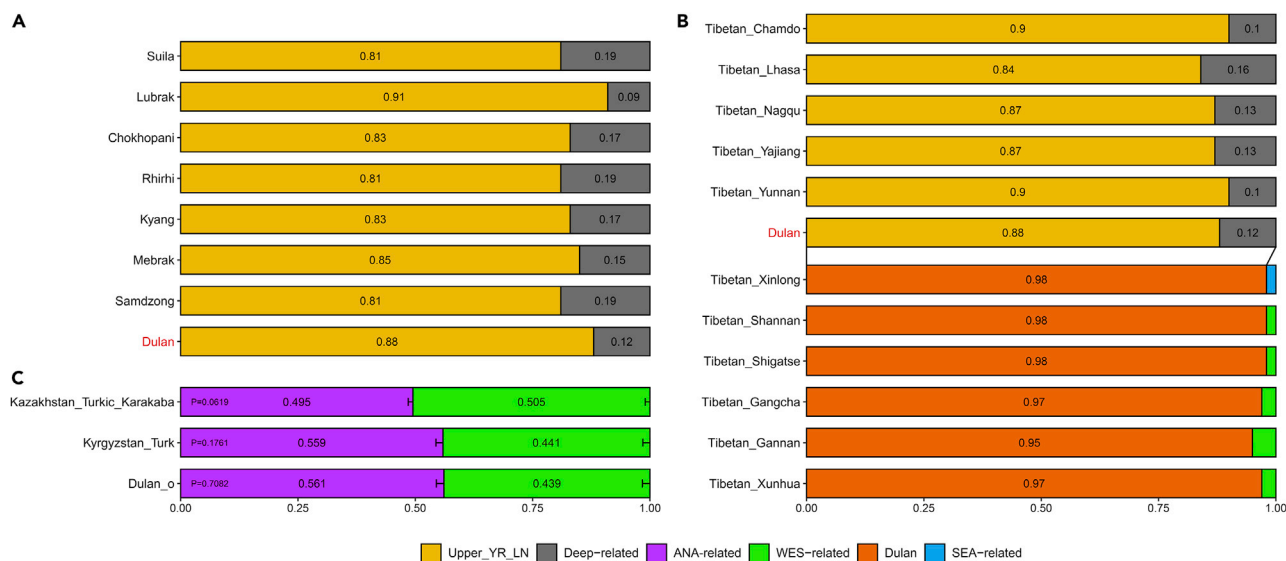 A
Suila 0.81 0.19
Lubrak 0.91 0.09
Chokhopani 0.83 0.17
Rhirhi 0.81 0.19
Kyang 0.83 0.17
Mebrak 0.85 0.15
Samdzong 0.81 0.19
Dulan 0.88 0.12
C
Kazakhstan_Turkic_Karakaba P=0.0619 0.495 0.505
Kyrgyzstan_Turk P=0.1761 0.559 0.441
Dulan_o P=0.7082 0.561 0.439
0.00 0.25 0.50 0.75 1.00
B
Tibetan_Chamdo 0.9 0.1
Tibetan_Lhasa 0.84 0.16
Tibetan_Nagqu 0.87 0.13
Tibetan_Yajiang 0.87 0.13
Tibetan_Yunnan 0.9 0.1
Dulan 0.88 0.12
Tibetan_Xinlong 0.98
Tibetan_Shannan 0.98
Tibetan_Shigatse 0.98
Tibetan_Gangcha 0.97
Tibetan_Gannan 0.95
Tibetan_Xunhua 0.97
0.00 0.25 0.50 0.75 1.00
Upper_YR_LN Deep-related ANA-related WES-related Dulan SEA-related